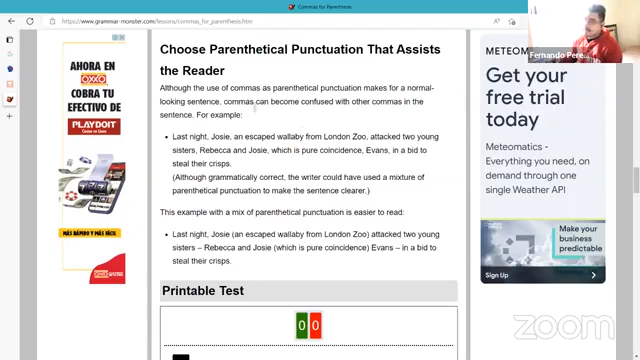 Commas for Parenthesis
https://www.grammar-monster.com/lessons/commas_for_parenthesis.htm
Fernando Pere
AHORA EN
OXXO
COBRA TU
EFECTIVO DE
PLAYDOIT
MÁS RÁPIDO Y MÁS FÁCIL
Choose Parenthetical Punctuation That Assists
the Reader
Although the use of commas as parenthetical punctuation makes for a normal-
looking sentence, commas can become confused with other commas in the
sentence. For example:
Last night, Josie, an escaped wallaby from London Zoo, attacked two young
sisters, Rebecca and Josie, which is pure coincidence, Evans, in a bid to
steal their crisps.
(Although grammatically correct, the writer could have used a mixture of
parenthetical punctuation to make the sentence clearer.)
This example with a mix of parenthetical punctuation is easier to read:
Last night, Josie (an escaped wallaby from London Zoo) attacked two young
sisters – Rebecca and Josie (which is pure coincidence) Evans – in a bid to
steal their crisps.
Printable Test
0 0
METEOM
Get your
free trial
today
Meteomatics -
Everything you need, on
demand through one
single Weather API
Make your
business
predictable
Sign Up
zoom